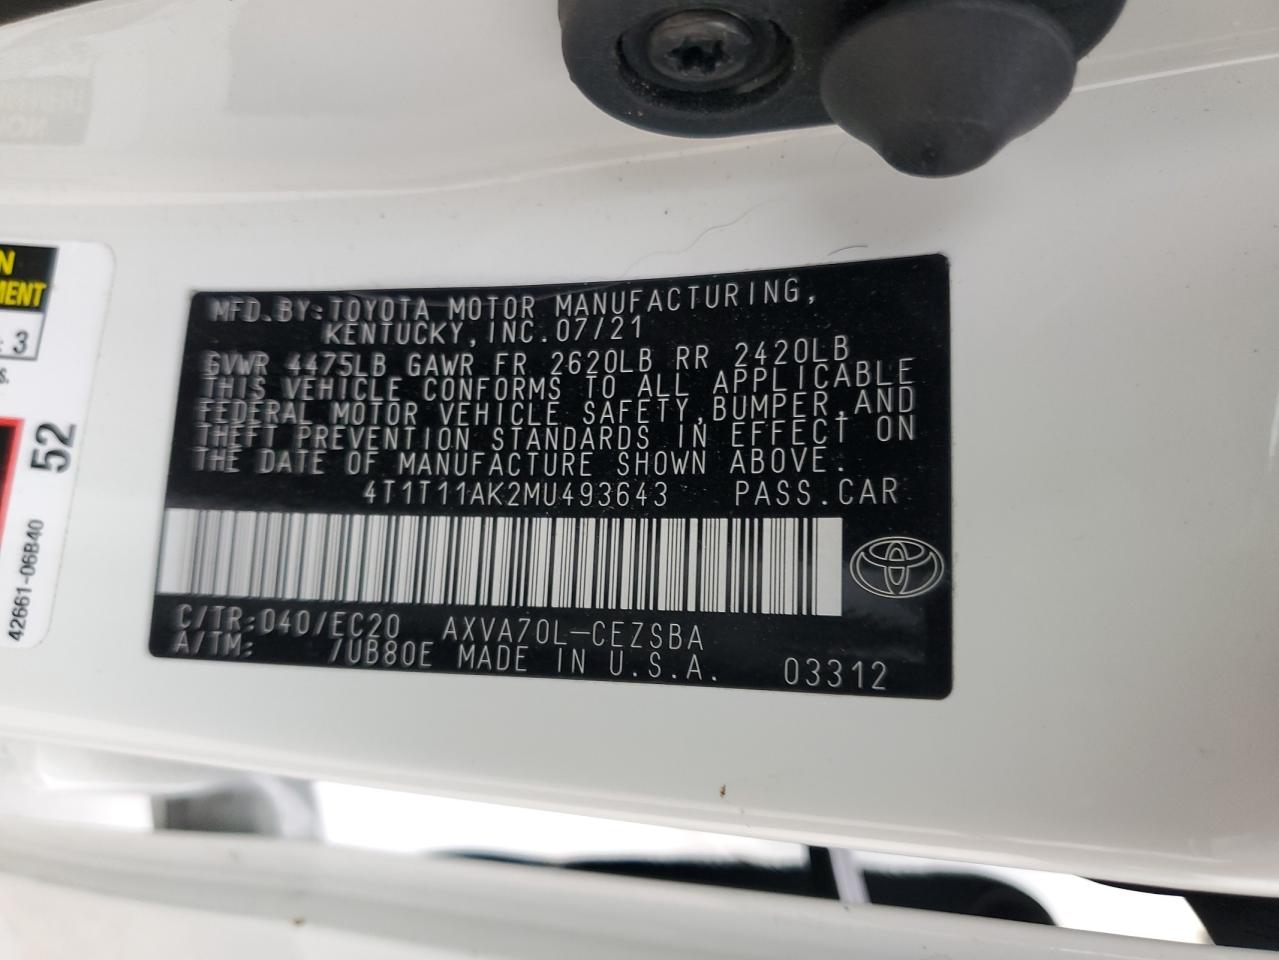 N
MENT
: 3
s.
52
42661-06B40
MFD. BY: TOYOTA MOTOR MANUFACTURING,
KENTUCKY, INC. 07/21
GVWR 4475LB GAWR FR 2620LB RR 2420LB
THIS VEHICLE CONFORMS TO ALL APPLICABLE
FEDERAL MOTOR VEHICLE SAFETY, BUMPER, AND
THEFT PREVENTION STANDARDS IN EFFECT ON
THE DATE OF MANUFACTURE SHOWN ABOVE.
4T1T11AK2MU493643 PASS. CAR
C/TR: 040/EC20 AXVA70L-CEZSBA
A/TM: /UB80E MADE IN U.S.A. 03312